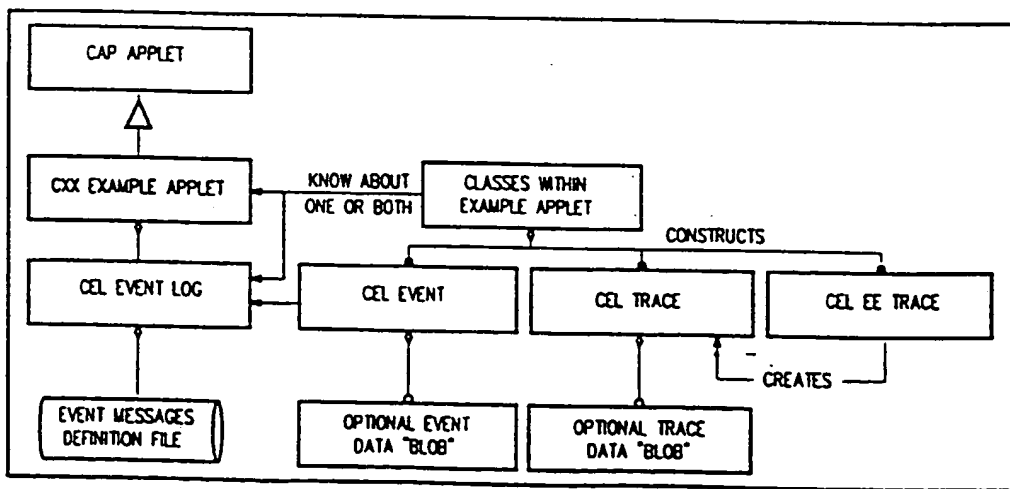 CAP APPLET
CXX EXAMPLE APPLET
KNOW ABOUT
ONE OR BOTH
CLASSES WITHIN
EXAMPLE APPLET
CONSTRUCTS
CEL EVENT LOG
CEL EVENT
CEL TRACE
CEL EE TRACE
CREATES
EVENT MESSAGES
DEFINITION FILE
OPTIONAL EVENT
DATA "BLOB"
OPTIONAL TRACE
DATA "BLOB"